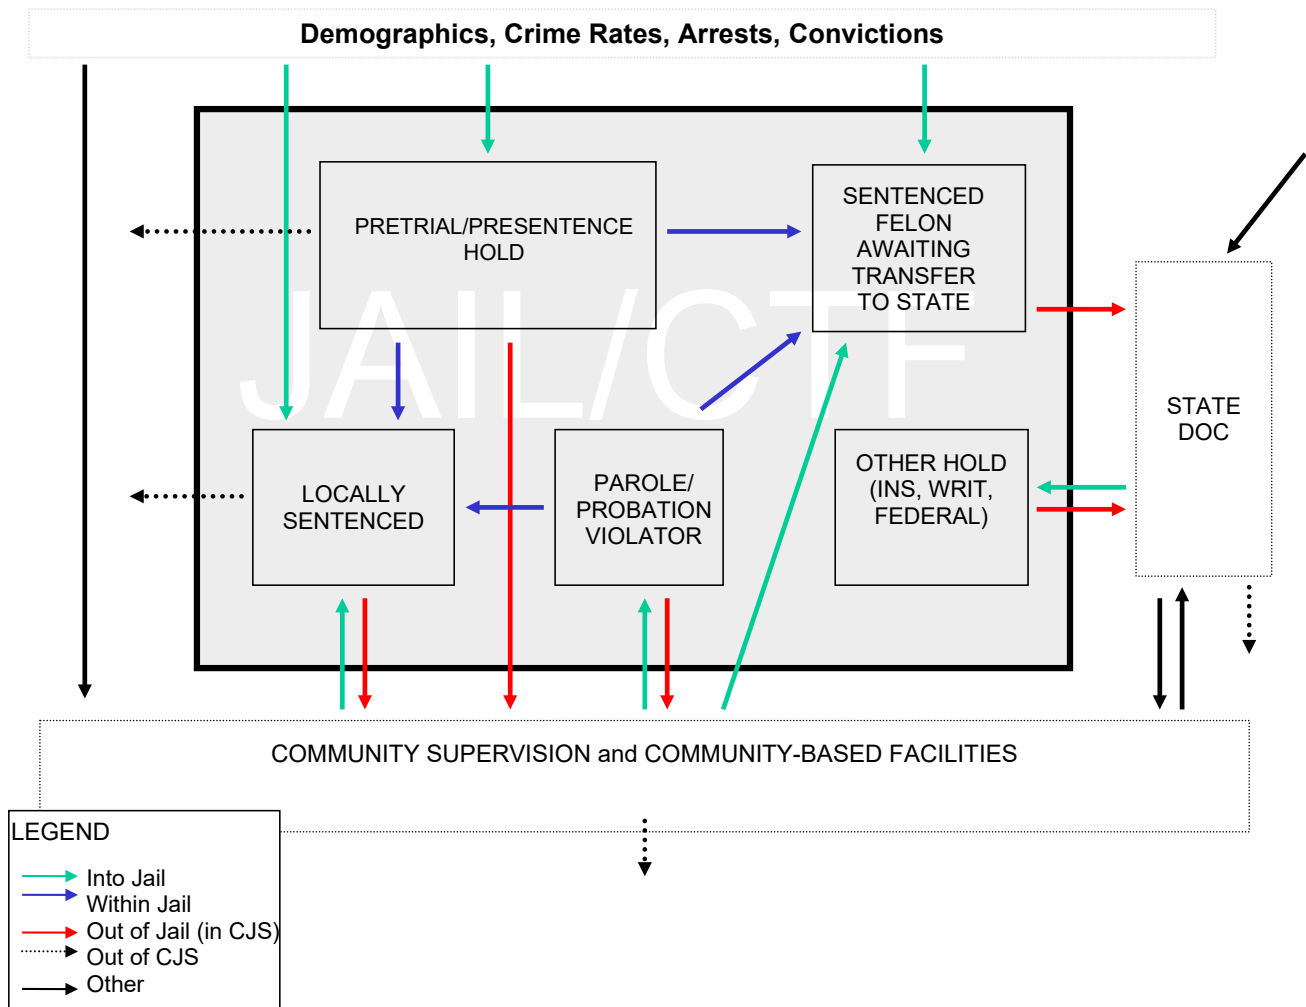 Demographics, Crime Rates, Arrests, Convictions
JAIL/CTF
PRETRIAL/PRESENTENCE
HOLD
SENTENCED
FELON
AWAITING
TRANSFER
TO STATE
STATE
DOC
LOCALLY
SENTENCED
PAROLE/
PROBATION
VIOLATOR
OTHER HOLD
(INS, WRIT,
FEDERAL)
COMMUNITY SUPERVISION and COMMUNITY-BASED FACILITIES
LEGEND
Into Jail
Within Jail
Out of Jail (in CJS)
Out of CJS
Other